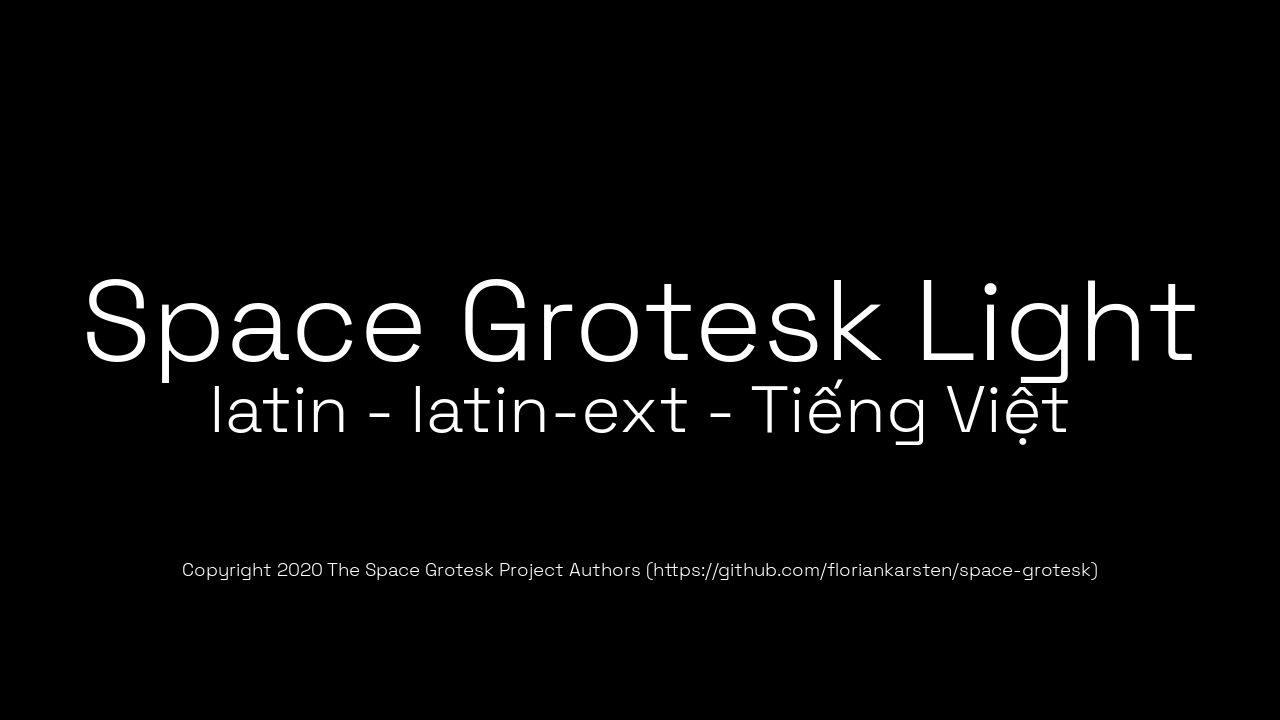 Space Grotesk Light
latin - latin-ext - Tiếng Việt
Copyright 2020 The Space Grotesk Project Authors (https://github.com/floriankarsten/space-grotesk)